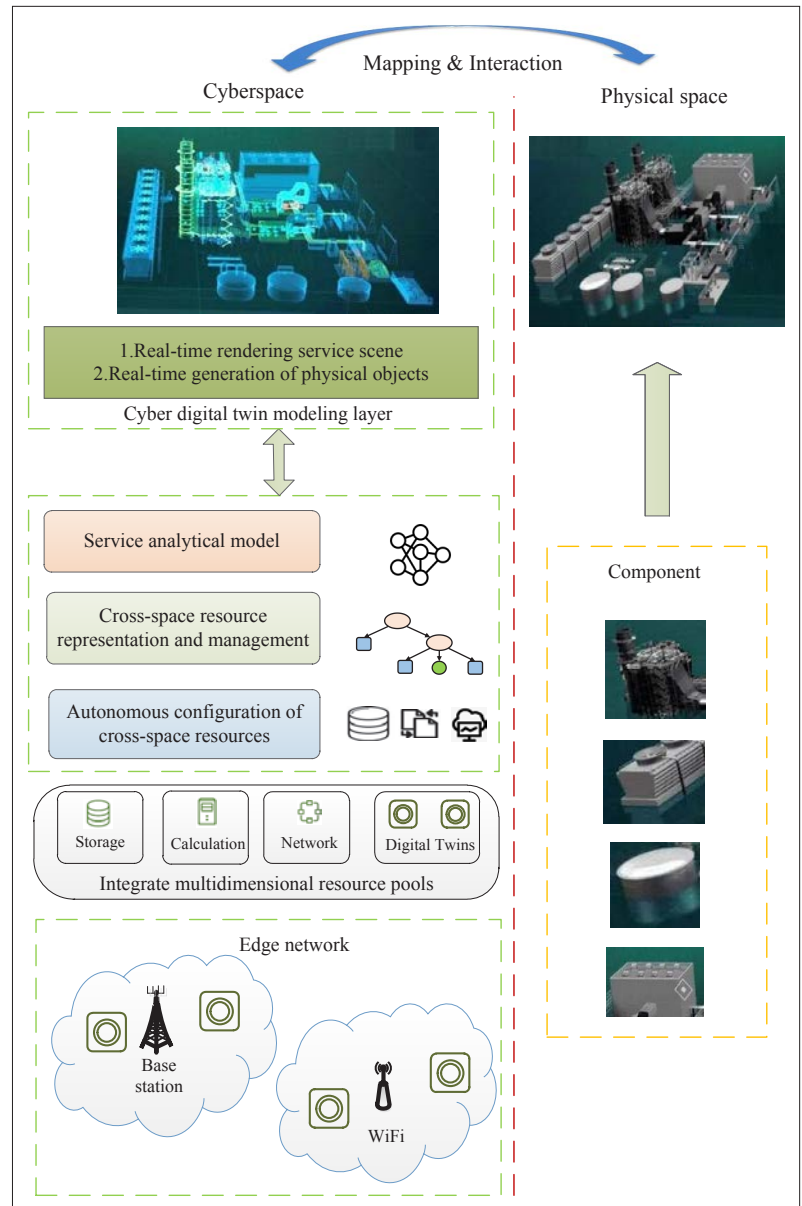 Mapping & Interaction
Cyberspace
Physical space
1.Real-time rendering service scene
2.Real-time generation of physical objects
Cyber digital twin modeling layer
Service analytical model
Cross-space resource
representation and management
Autonomous configuration of
cross-space resources
Storage
Calculation
Network
Digital Twins
Integrate multidimensional resource pools
Edge network
Base
station
WiFi
Component